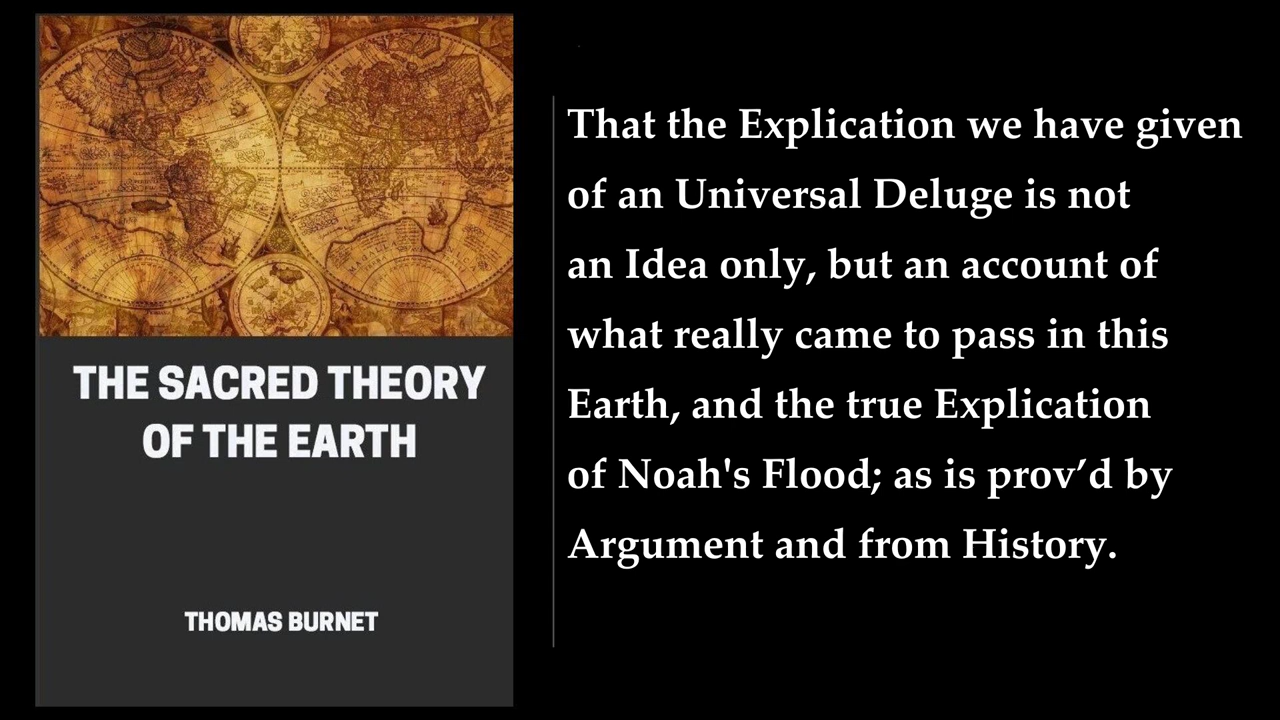 THE SACRED THEORY
OF THE EARTH
THOMAS BURNET
That the Explication we have given
of an Universal Deluge is not
an Idea only, but an account of
what really came to pass in this
Earth, and the true Explication
of Noah's Flood; as is prov’d by
Argument and from History.